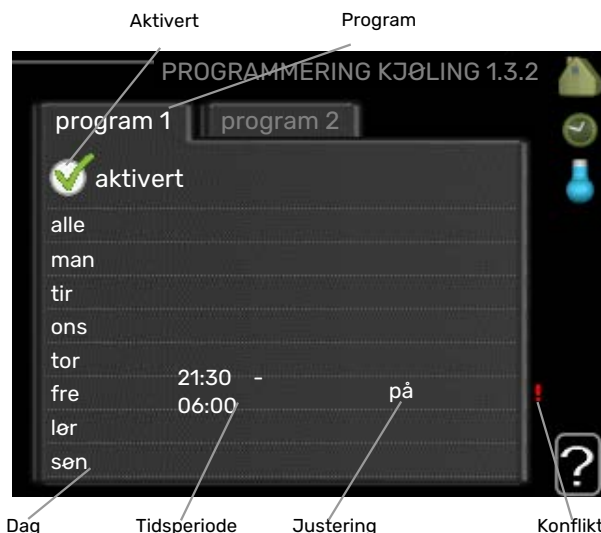 Aktivert Program
PROGRAMMERING KJØLING 1.3.2
program 1 program 2
aktivert
alle
man
tir
ons
tor
21:30 -
fre på !
06:00
lør
søn
?
Dag Tidsperiode Justering Konflikt